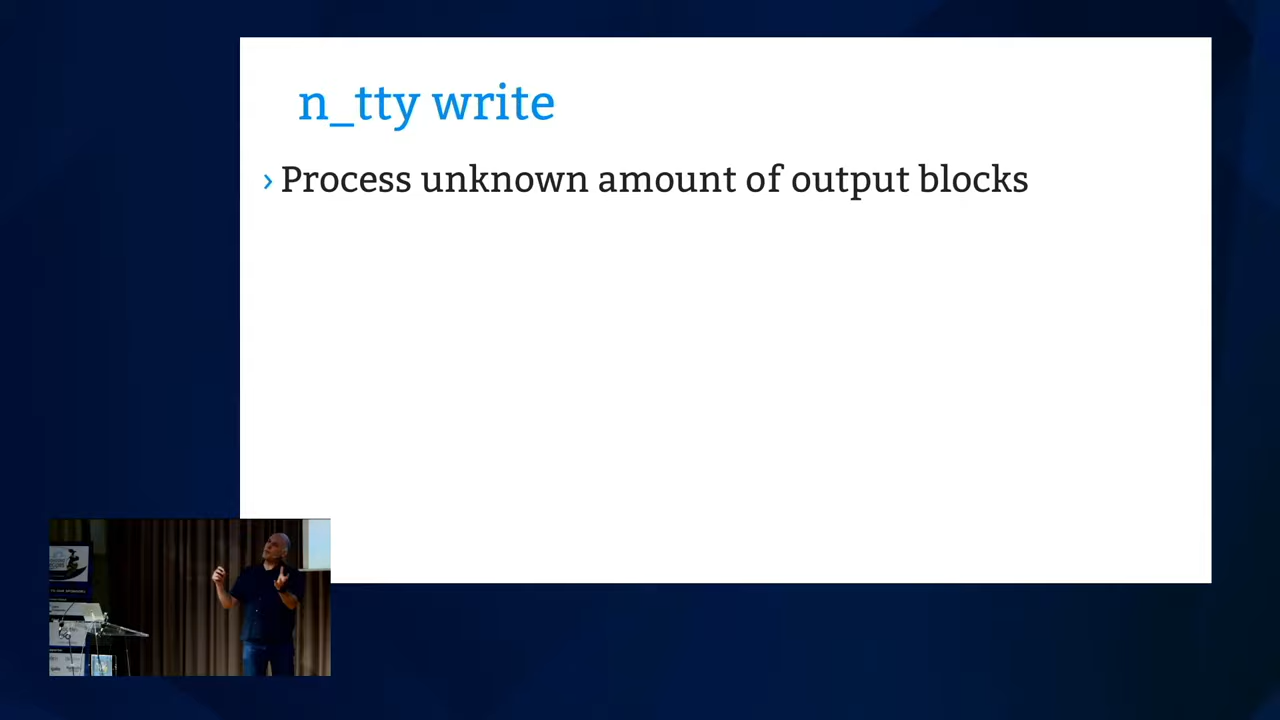 n_tty write
› Process unknown amount of output blocks